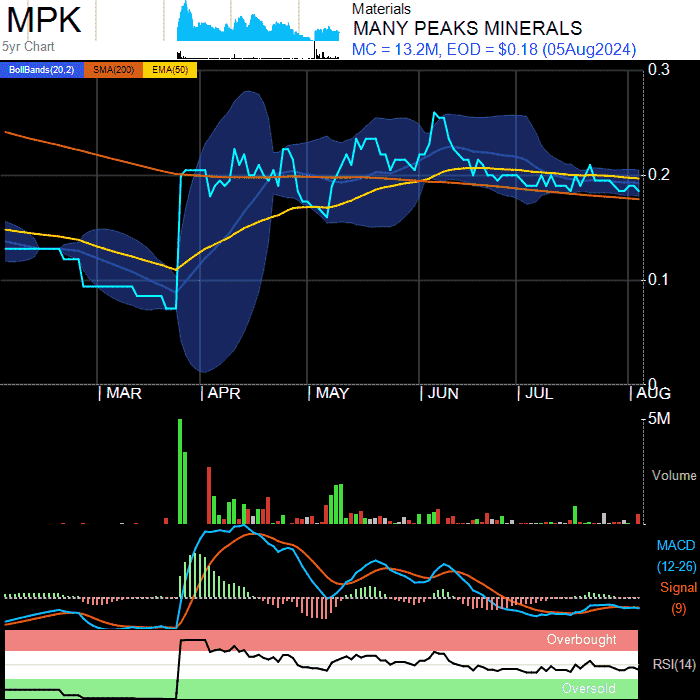 MPK
5yr Chart
Materials
MANY PEAKS MINERALS
MC = 13.2M, EOD = $0.18 (05Aug2024)
BollBands(20,2) SMA(200) EMA(50)
0.3
0.2
0.1
0
MAR APR MAY JUN JUL AUG
5M
Volume
MACD
(12-26)
Signal
(9)
Overbought
RSI(14)
Oversold